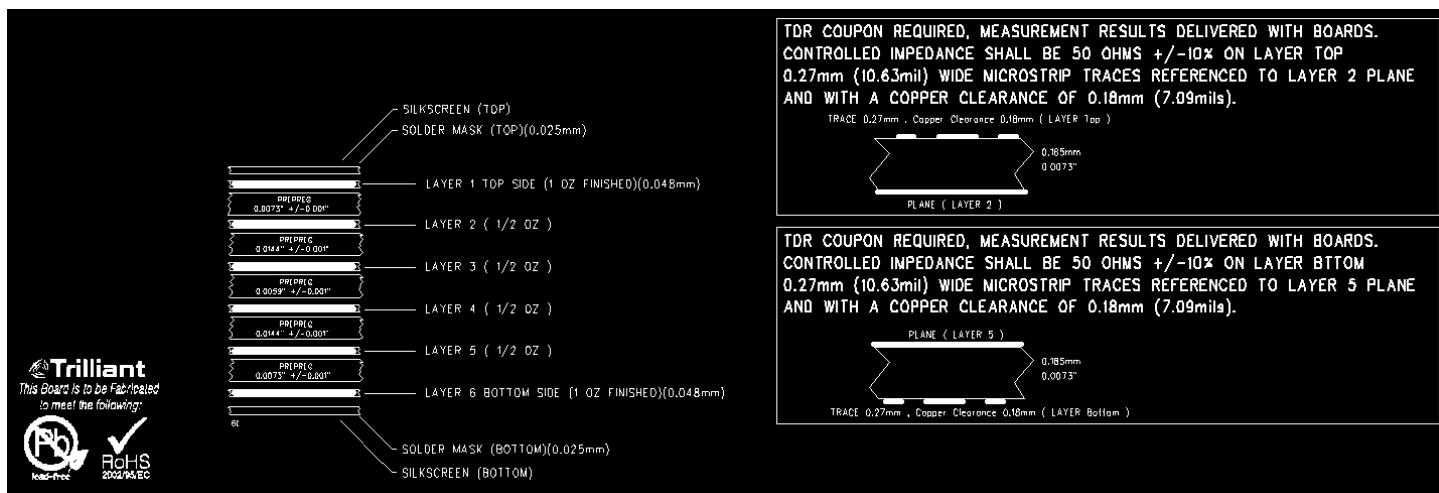 SILKSCREEN (TOP)
SOLDER MASK (TOP)(0.025mm)
LAYER 1 TOP SIDE (1 OZ FINISHED)(0.048mm)
PREPREG
0.0073" +/-0.001"
LAYER 2 ( 1/2 OZ )
PREPREG
0.0144" +/-0.001"
LAYER 3 ( 1/2 OZ )
PREPREG
0.0059" +/-0.001"
LAYER 4 ( 1/2 OZ )
PREPREG
0.0144" +/-0.001"
LAYER 5 ( 1/2 OZ )
PREPREG
0.0073" +/-0.001"
LAYER 6 BOTTOM SIDE (1 OZ FINISHED)(0.048mm)
SOLDER MASK (BOTTOM)(0.025mm)
SILKSCREEN (BOTTOM)
Trilliant
This Board is to be Fabricated
to meet the following:
Pb
lead-free
RoHS
2002/95/EC
TDR COUPON REQUIRED, MEASUREMENT RESULTS DELIVERED WITH BOARDS.
CONTROLLED IMPEDANCE SHALL BE 50 OHMS +/-10% ON LAYER TOP
0.27mm (10.63mil) WIDE MICROSTRIP TRACES REFERENCED TO LAYER 2 PLANE
AND WITH A COPPER CLEARANCE OF 0.18mm (7.09mils).
TRACE 0.27mm , Copper Clearance 0.18mm ( LAYER Top )
0.185mm
0.0073"
PLANE ( LAYER 2 )
TDR COUPON REQUIRED, MEASUREMENT RESULTS DELIVERED WITH BOARDS.
CONTROLLED IMPEDANCE SHALL BE 50 OHMS +/-10% ON LAYER BTTOM
0.27mm (10.63mil) WIDE MICROSTRIP TRACES REFERENCED TO LAYER 5 PLANE
AND WITH A COPPER CLEARANCE OF 0.18mm (7.09mils).
PLANE ( LAYER 5 )
0.185mm
0.0073"
TRACE 0.27mm , Copper Clearance 0.18mm ( LAYER Bottom )